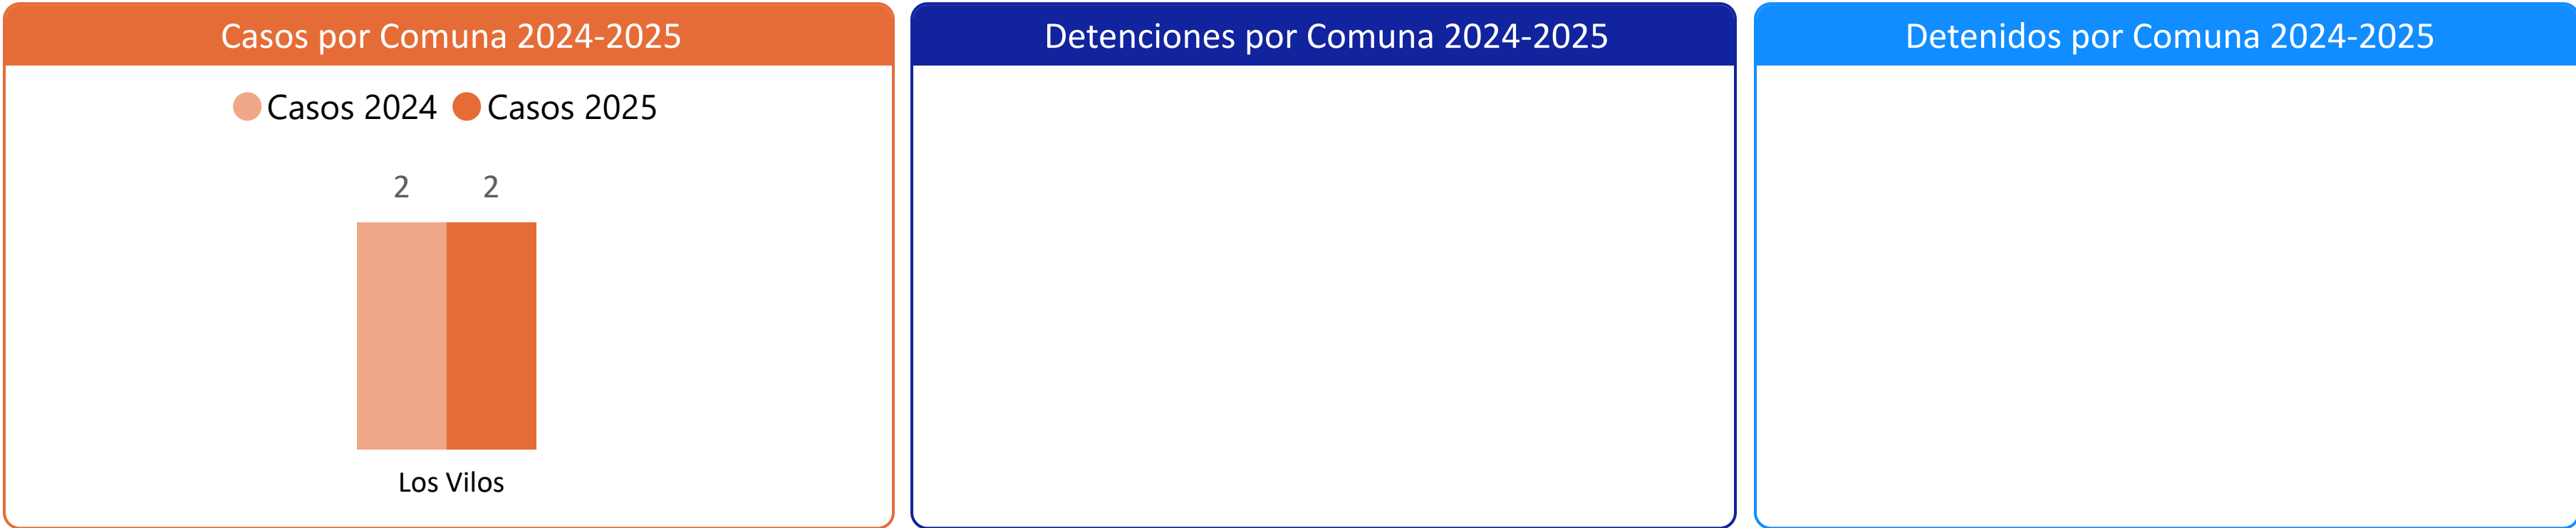 Casos por Comuna 2024-2025
Casos 2024 Casos 2025
2 2
Los Vilos
Detenciones por Comuna 2024-2025
Detenidos por Comuna 2024-2025